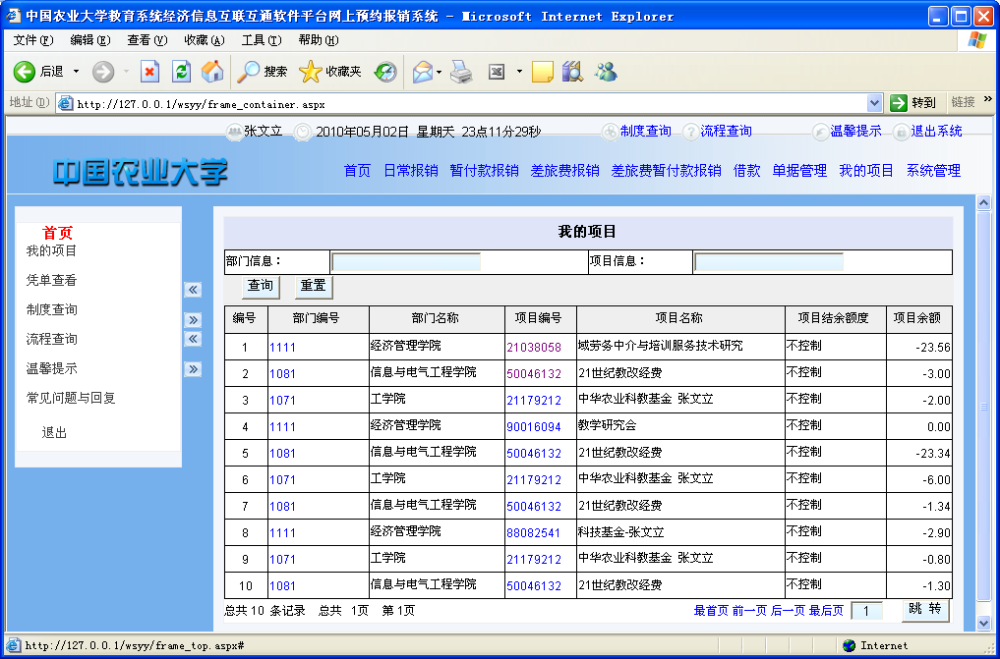 中国农业大学教育系统经济信息互联互通软件平台网上预约报销系统 - Microsoft Internet Explorer
文件(F) 编辑(E) 查看(V) 收藏(A) 工具(T) 帮助(H)
后退 搜索 收藏夹
地址(D) http://127.0.0.1/wsyy/frame_container.aspx 转到 链接 »
张文立 2010年05月02日 星期天 23点11分29秒 制度查询 流程查询 温馨提示 退出系统
中国农业大学
首页 日常报销 暂付款报销 差旅费报销 差旅费暂付款报销 借款 单据管理 我的项目 系统管理
首页
我的项目
凭单查看
制度查询
流程查询
温馨提示
常见问题与回复
退出
«
»
«
»
我的项目
部门信息： 项目信息：
查询 重置
编号 部门编号 部门名称 项目编号 项目名称 项目结余额度 项目余额
1 1111 经济管理学院 21038058 域劳务中介与培训服务技术研究 不控制 -23.56
2 1081 信息与电气工程学院 50046132 21世纪教改经费 不控制 -3.00
3 1071 工学院 21179212 中华农业科教基金 张文立 不控制 -2.00
4 1111 经济管理学院 90016094 教学研究会 不控制 0.00
5 1081 信息与电气工程学院 50046132 21世纪教改经费 不控制 -23.34
6 1071 工学院 21179212 中华农业科教基金 张文立 不控制 -6.00
7 1081 信息与电气工程学院 50046132 21世纪教改经费 不控制 -1.34
8 1111 经济管理学院 88082541 科技基金-张文立 不控制 -2.90
9 1071 工学院 21179212 中华农业科教基金 张文立 不控制 -0.80
10 1081 信息与电气工程学院 50046132 21世纪教改经费 不控制 -1.30
总共 10 条记录 总共 1页 第 1页 最首页 前一页 后一页 最后页 1 跳 转
http://127.0.0.1/wsyy/frame_top.aspx# Internet